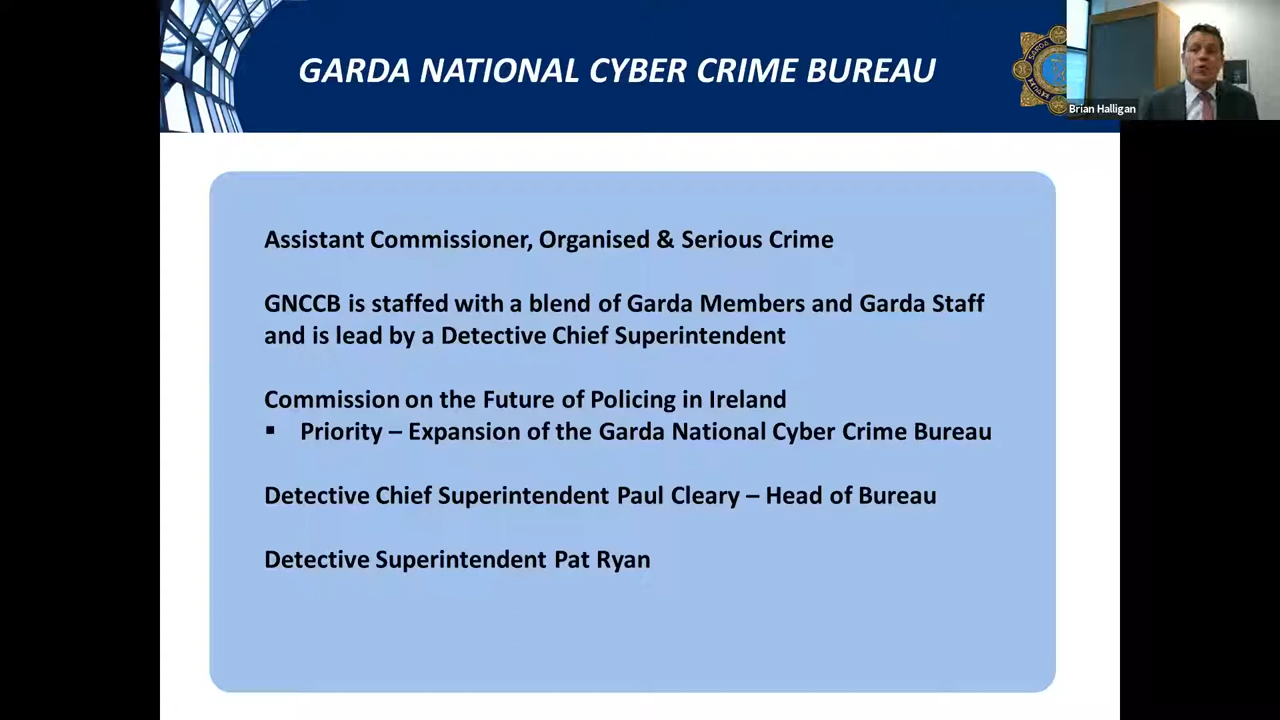 GARDA NATIONAL CYBER CRIME BUREAU
Brian Halligan
Assistant Commissioner, Organised & Serious Crime
GNCCB is staffed with a blend of Garda Members and Garda Staff
and is lead by a Detective Chief Superintendent
Commission on the Future of Policing in Ireland
▪ Priority – Expansion of the Garda National Cyber Crime Bureau
Detective Chief Superintendent Paul Cleary – Head of Bureau
Detective Superintendent Pat Ryan